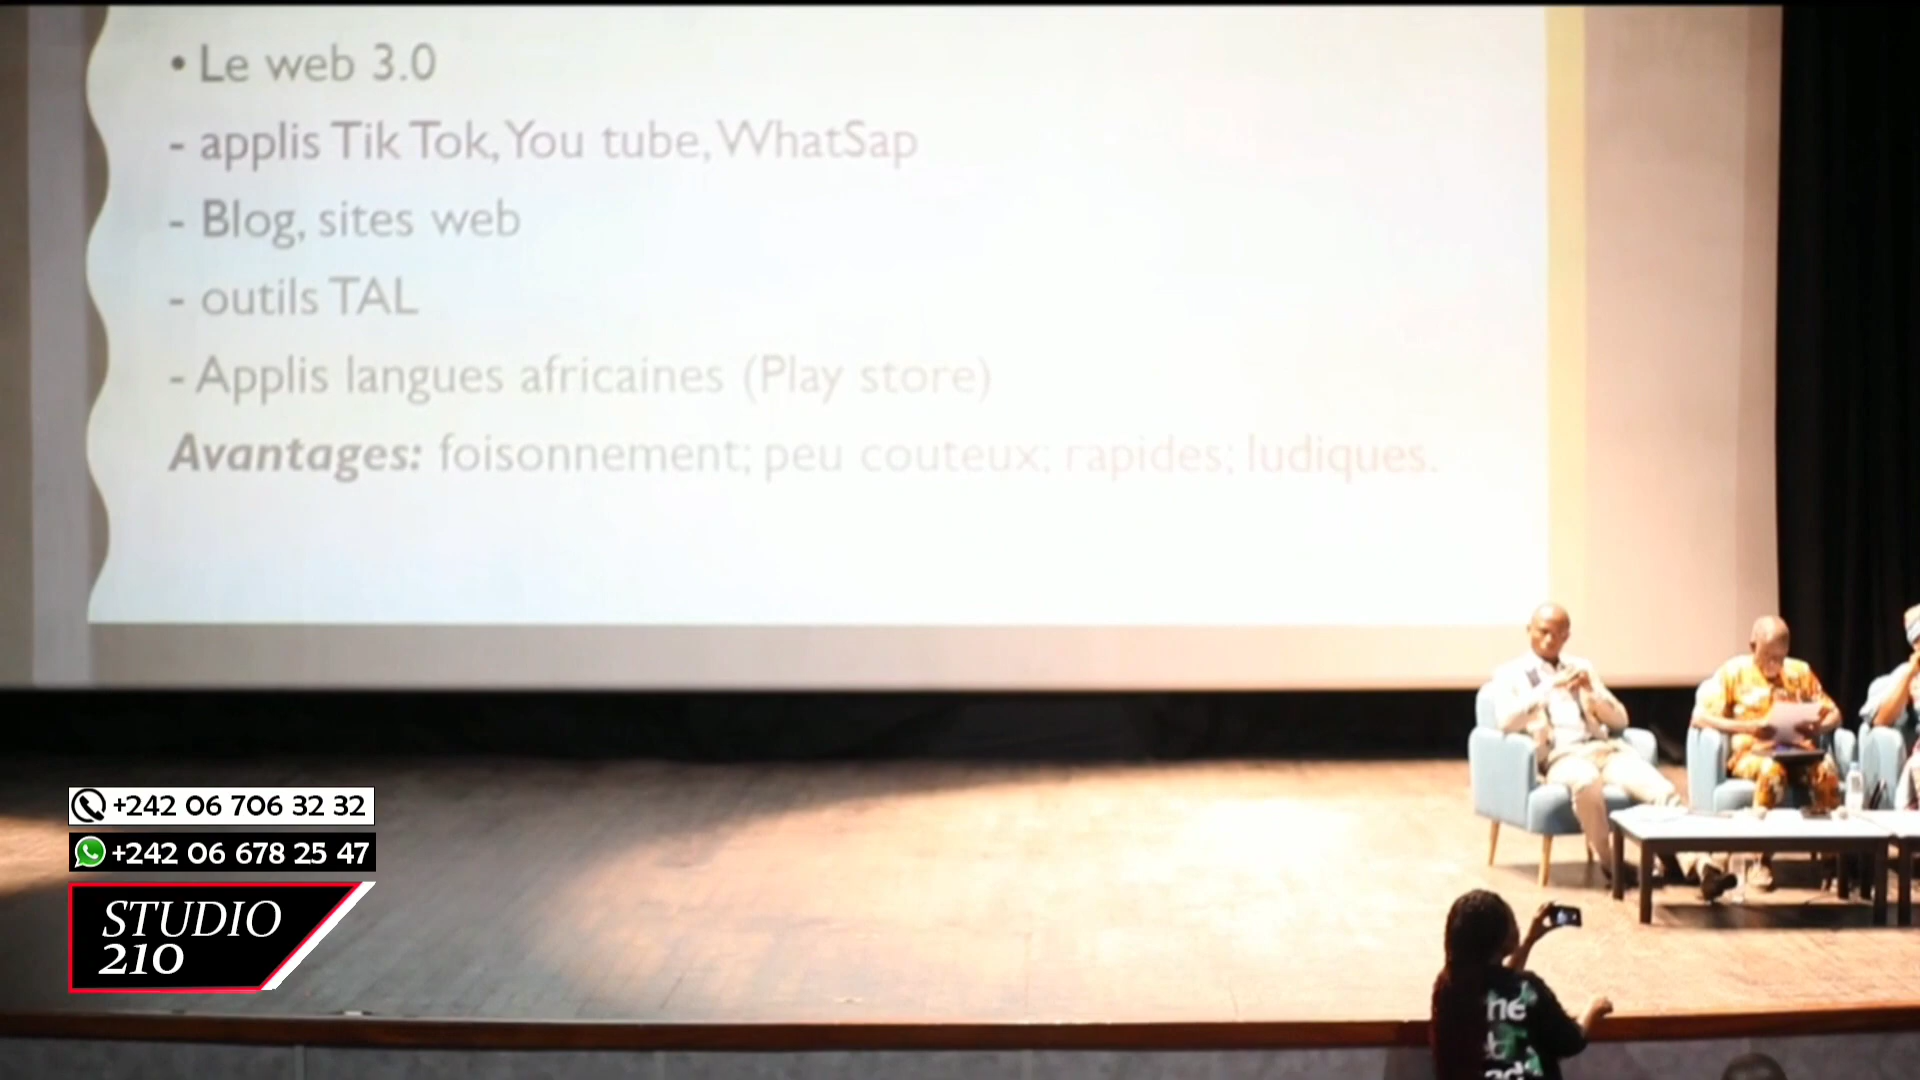 • Le web 3.0
- applis Tik Tok, You tube, WhatSap
- Blog, sites web
- outils TAL
- Applis langues africaines (Play store)
Avantages: foisonnement; peu couteux; rapides; ludiques.
+242 06 706 32 32
+242 06 678 25 47
STUDIO
210
he